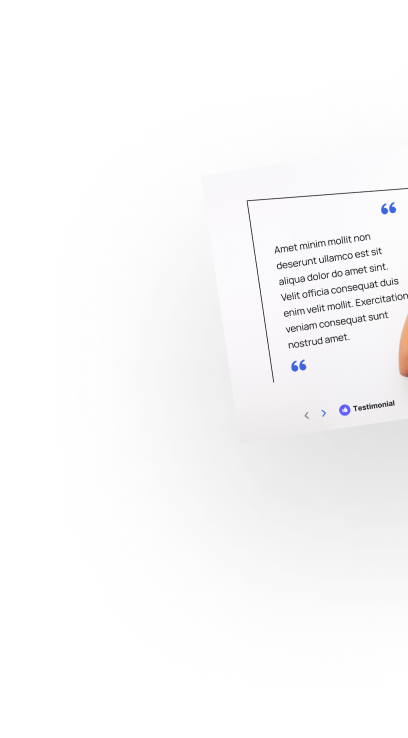 “
Amet minim mollit non
deserunt ullamco est sit
aliqua dolor do amet sint.
Velit officia consequat duis
enim velit mollit. Exercitation
veniam consequat sunt
nostrud amet.
“
Testimonial